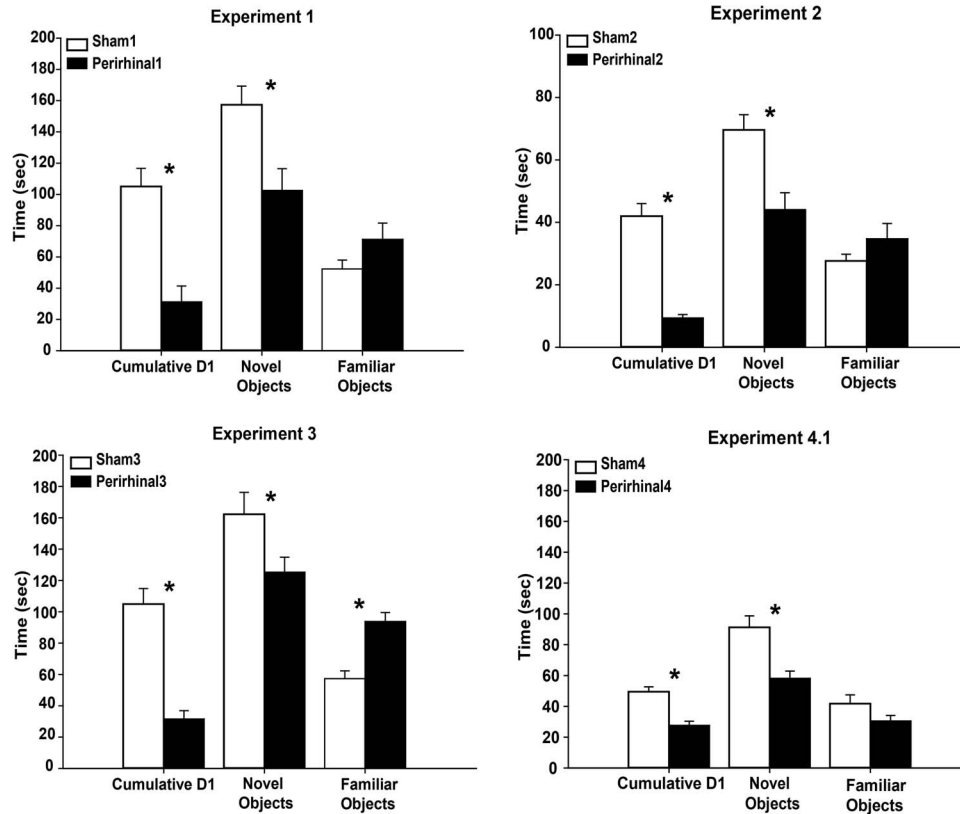 Experiment 1
Sham1
Perirhinal1
Time (sec)
200
180
160
140
120
100
80
60
40
20
0
*
*
Cumulative D1
Novel
Objects
Familiar
Objects
Experiment 2
Sham2
Perirhinal2
Time (sec)
100
80
60
40
20
0
*
*
Cumulative D1
Novel
Objects
Familiar
Objects
Experiment 3
Sham3
Perirhinal3
Time (sec)
200
180
160
140
120
100
80
60
40
20
0
*
*
*
Cumulative D1
Novel
Objects
Familiar
Objects
Experiment 4.1
Sham4
Perirhinal4
Time (sec)
200
180
160
140
120
100
80
60
40
20
0
*
*
Cumulative D1
Novel
Objects
Familiar
Objects